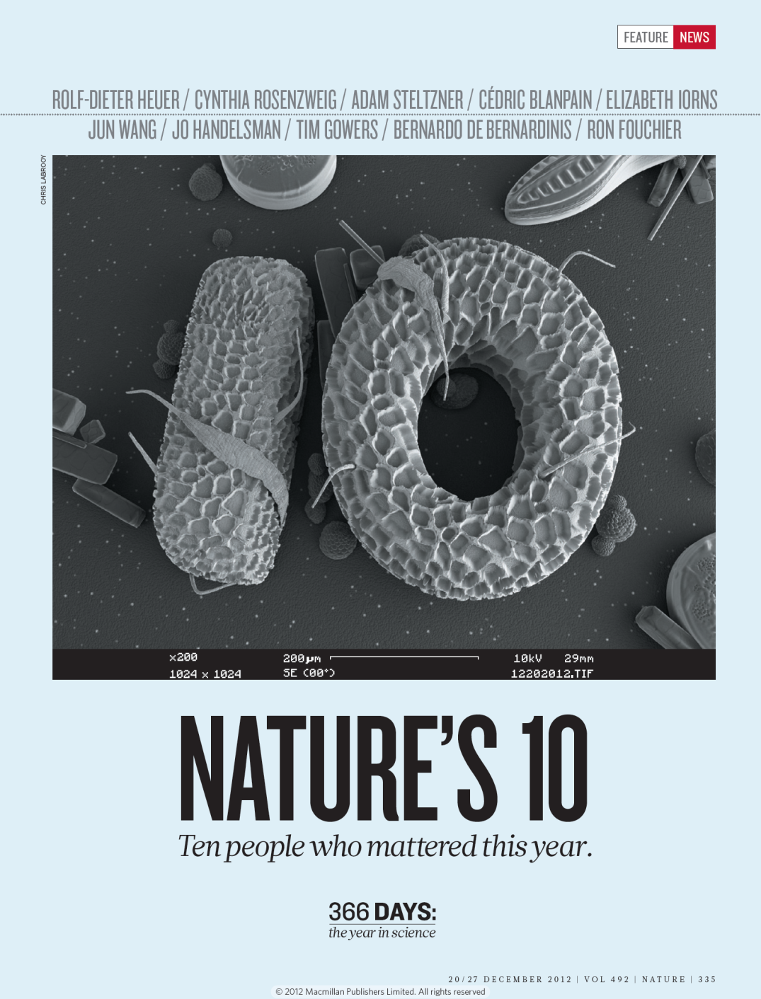 FEATURE NEWS
ROLF-DIETER HEUER / CYNTHIA ROSENZWEIG / ADAM STELTZNER / CÉDRIC BLANPAIN / ELIZABETH IORNS
JUN WANG / JO HANDELSMAN / TIM GOWERS / BERNARDO DE BERNARDINIS / RON FOUCHIER
CHRIS LABROOY
x200 200µm 10kV 29mm
1024 x 1024 SE (00°) 12202012.TIF
NATURE’S 10
Ten people who mattered this year.
366 DAYS:
the year in science
20/27 DECEMBER 2012 | VOL 492 | NATURE | 335
© 2012 Macmillan Publishers Limited. All rights reserved